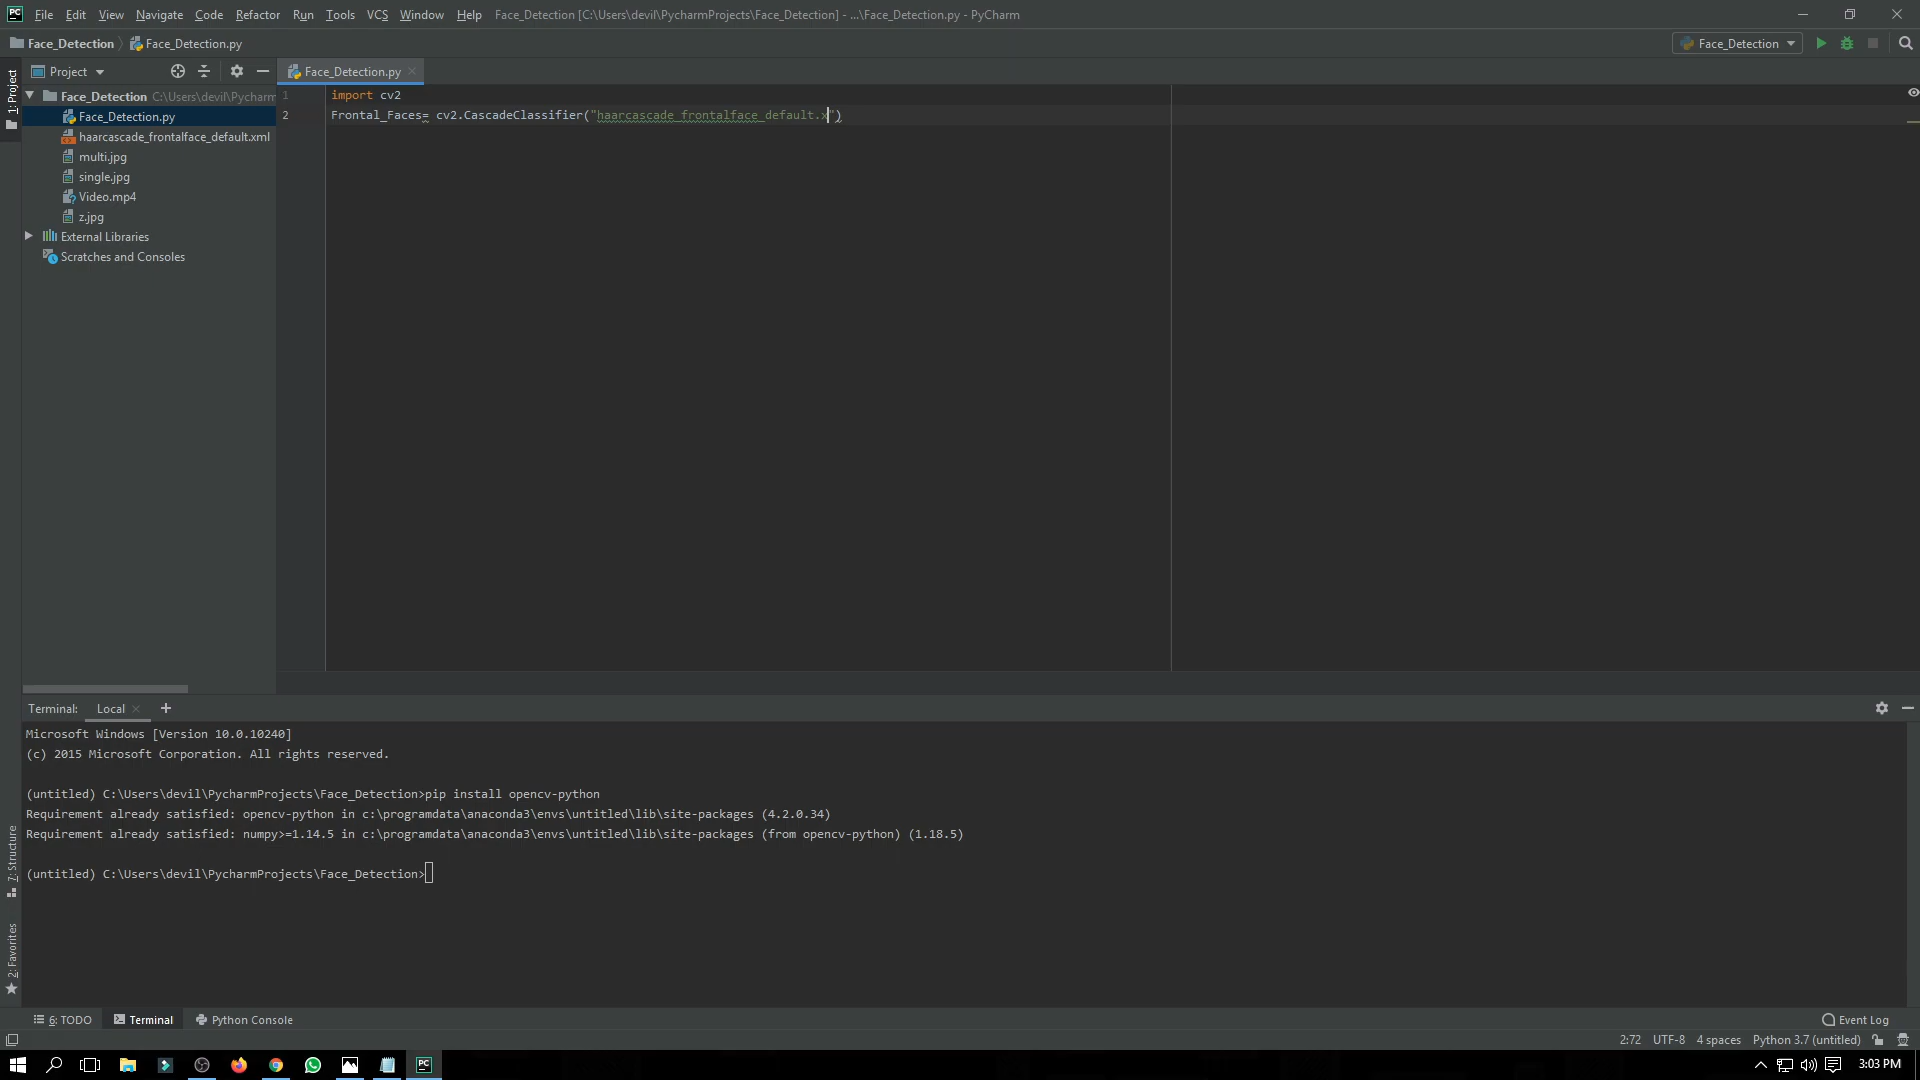 File Edit View Navigate Code Refactor Run Tools VCS Window Help Face_Detection [C:\Users\devil\PycharmProjects\Face_Detection] - ...\Face_Detection.py - PyCharm
Face_Detection Face_Detection.py Face_Detection
1: Project
Project Face_Detection.py
Face_Detection C:\Users\devil\Pycharm
Face_Detection.py
haarcascade_frontalface_default.xml
multi.jpg
single.jpg
Video.mp4
z.jpg
External Libraries
Scratches and Consoles
1 import cv2
2 Frontal_Faces= cv2.CascadeClassifier("haarcascade_frontalface_default.x")
Terminal: Local +
Microsoft Windows [Version 10.0.10240]
(c) 2015 Microsoft Corporation. All rights reserved.
(untitled) C:\Users\devil\PycharmProjects\Face_Detection>pip install opencv-python
Requirement already satisfied: opencv-python in c:\programdata\anaconda3\envs\untitled\lib\site-packages (4.2.0.34)
Requirement already satisfied: numpy>=1.14.5 in c:\programdata\anaconda3\envs\untitled\lib\site-packages (from opencv-python) (1.18.5)
(untitled) C:\Users\devil\PycharmProjects\Face_Detection>
7: Structure
2: Favorites
6: TODO Terminal Python Console Event Log
2:72 UTF-8 4 spaces Python 3.7 (untitled)
PC 3:03 PM